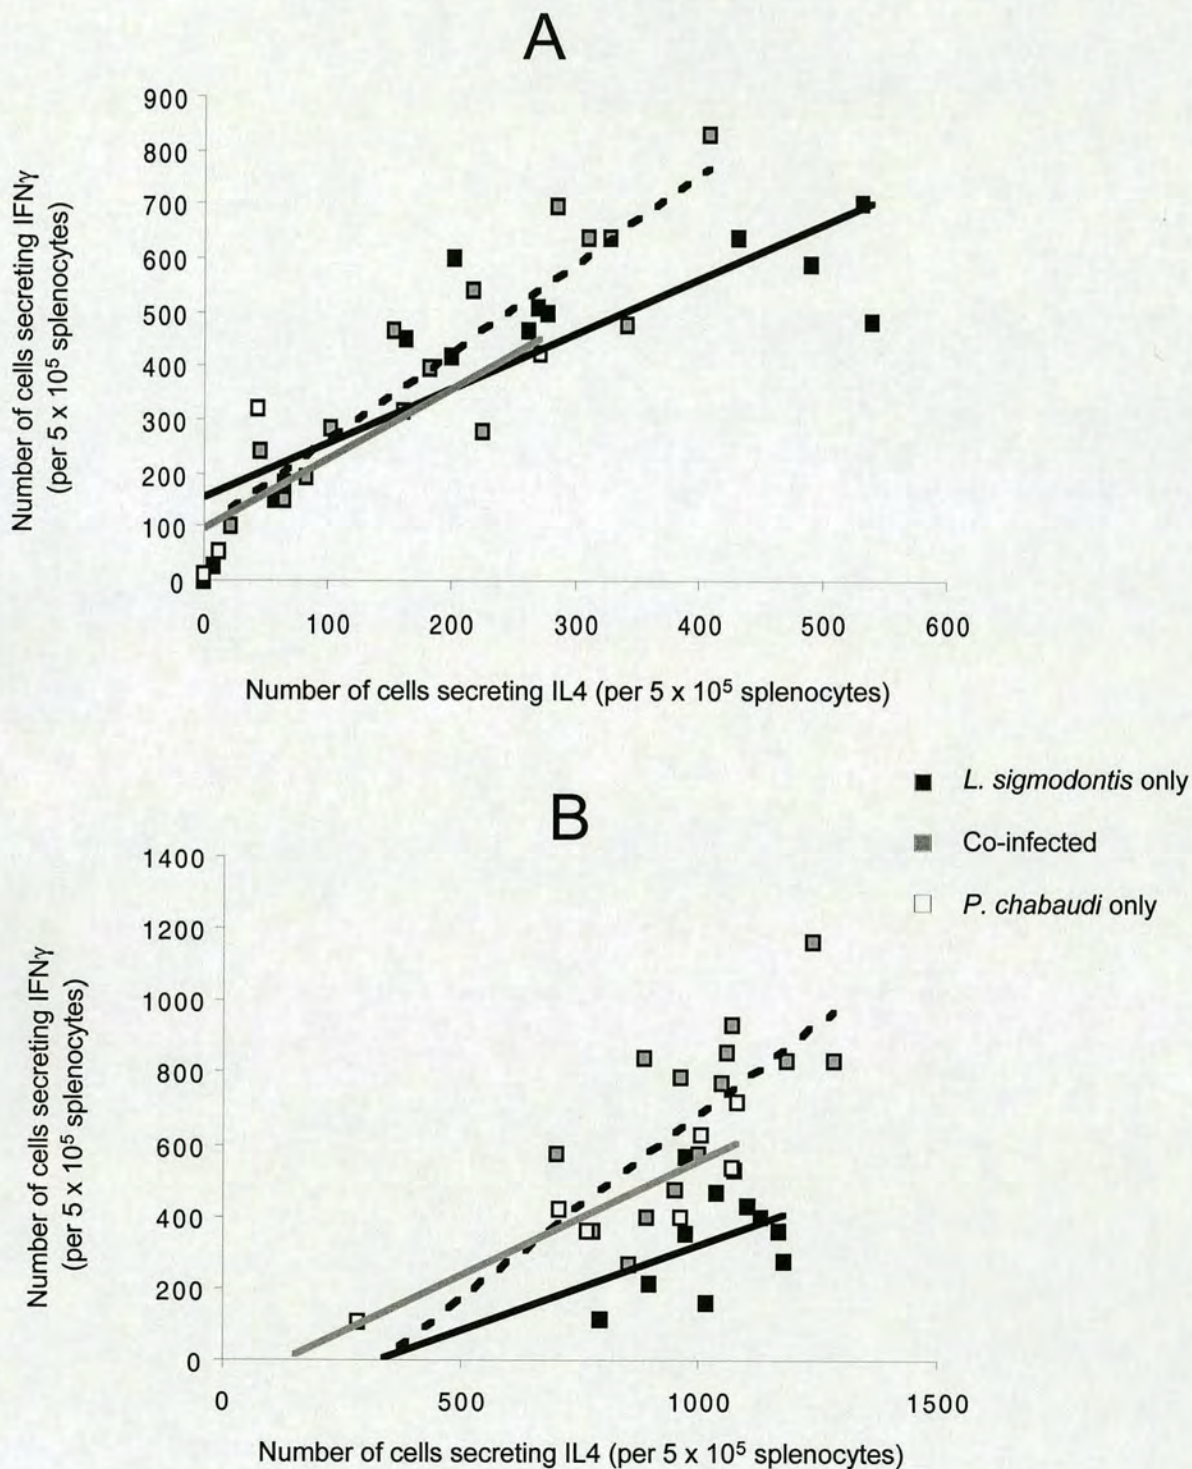 A
Number of cells secreting IFNγ
(per 5 x 10⁵ splenocytes)
900
800
700
600
500
400
300
200
100
0
0 100 200 300 400 500 600
Number of cells secreting IL4 (per 5 x 10⁵ splenocytes)
L. sigmodontis only
Co-infected
P. chabaudi only
B
Number of cells secreting IFNγ
(per 5 x 10⁵ splenocytes)
1400
1200
1000
800
600
400
200
0
0 500 1000 1500
Number of cells secreting IL4 (per 5 x 10⁵ splenocytes)